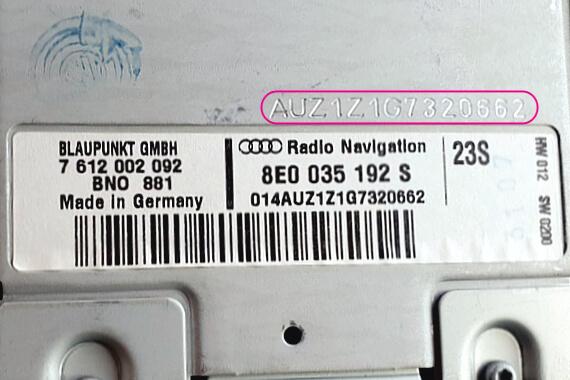 AUZ1Z1G7320662
BLAUPUNKT GMBH
7 612 002 092
BNO 881
Made in Germany
Radio Navigation
8E0 035 192 S
014AUZ1Z1G7320662
23S
HW 012 SW 0200